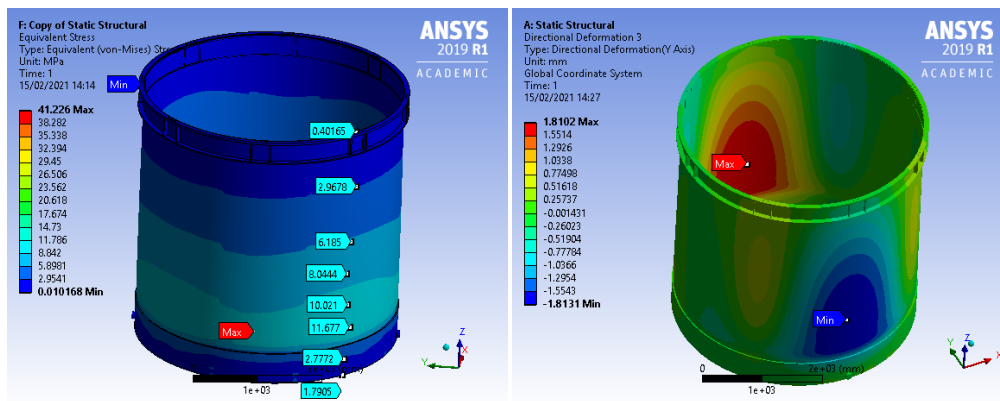 F: Copy of Static Structural
Equivalent Stress
Type: Equivalent (von-Mises) Stre
Unit: MPa
Time: 1
15/02/2021 14:14
ANSYS
2019 R1
ACADEMIC
41.226 Max
38.282
35.338
32.394
29.45
26.506
23.562
20.618
17.674
14.73
11.786
8.842
5.8981
2.9541
0.010168 Min
Min
0.40165
2.9678
6.185
8.0444
10.021
11.677
Max
2.7772
1.7905
1e+03
Z
X
Y
A: Static Structural
Directional Deformation 3
Type: Directional Deformation(Y Axis)
Unit: mm
Global Coordinate System
Time: 1
15/02/2021 14:27
ANSYS
2019 R1
ACADEMIC
1.8102 Max
1.5514
1.2926
1.0338
0.77498
0.51618
0.25737
-0.001431
-0.26023
-0.51904
-0.77784
-1.0366
-1.2954
-1.5543
-1.8131 Min
Max
Min
0
2e+03 (mm)
1e+03
Y
Z
X